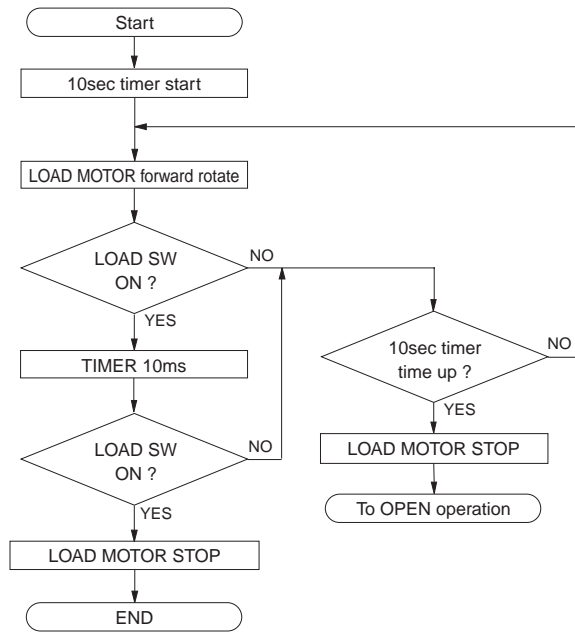 Start
10sec timer start
LOAD MOTOR forward rotate
LOAD SW
ON ?
NO
YES
TIMER 10ms
LOAD SW
ON ?
NO
YES
LOAD MOTOR STOP
END
10sec timer
time up ?
NO
YES
LOAD MOTOR STOP
To OPEN operation